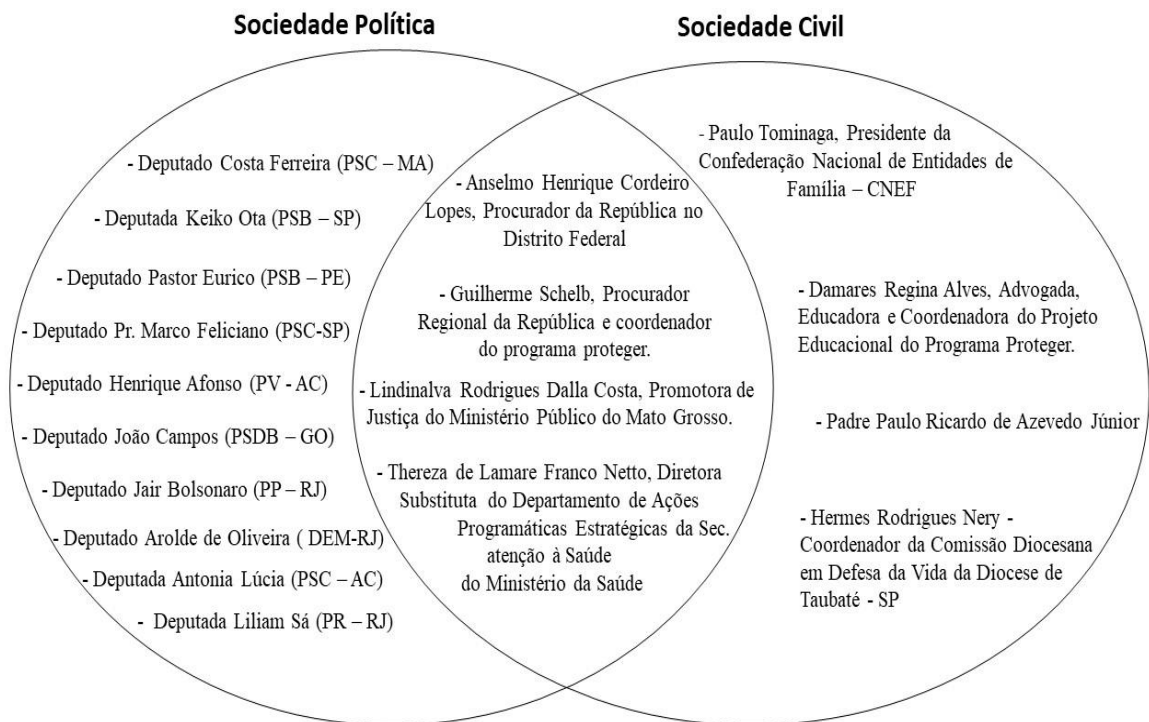 Sociedade Política
Sociedade Civil
- Deputado Costa Ferreira (PSC – MA)
- Deputada Keiko Ota (PSB – SP)
- Deputado Pastor Eurico (PSB – PE)
- Deputado Pr. Marco Feliciano (PSC-SP)
- Deputado Henrique Afonso (PV - AC)
- Deputado João Campos (PSDB – GO)
- Deputado Jair Bolsonaro (PP – RJ)
- Deputado Arolde de Oliveira ( DEM-RJ)
- Deputada Antonia Lúcia (PSC – AC)
- Deputada Liliam Sá (PR – RJ)
- Anselmo Henrique Cordeiro
Lopes, Procurador da República no
Distrito Federal
- Guilherme Schelb, Procurador
Regional da República e coordenador
do programa proteger.
- Lindinalva Rodrigues Dalla Costa, Promotora de
Justiça do Ministério Público do Mato Grosso.
- Thereza de Lamare Franco Netto, Diretora
Substituta do Departamento de Ações
Programáticas Estratégicas da Sec.
atenção à Saúde
do Ministério da Saúde
- Paulo Tominaga, Presidente da
Confederação Nacional de Entidades de
Família – CNEF
- Damares Regina Alves, Advogada,
Educadora e Coordenadora do Projeto
Educacional do Programa Proteger.
- Padre Paulo Ricardo de Azevedo Júnior
- Hermes Rodrigues Nery -
Coordenador da Comissão Diocesana
em Defesa da Vida da Diocese de
Taubaté - SP